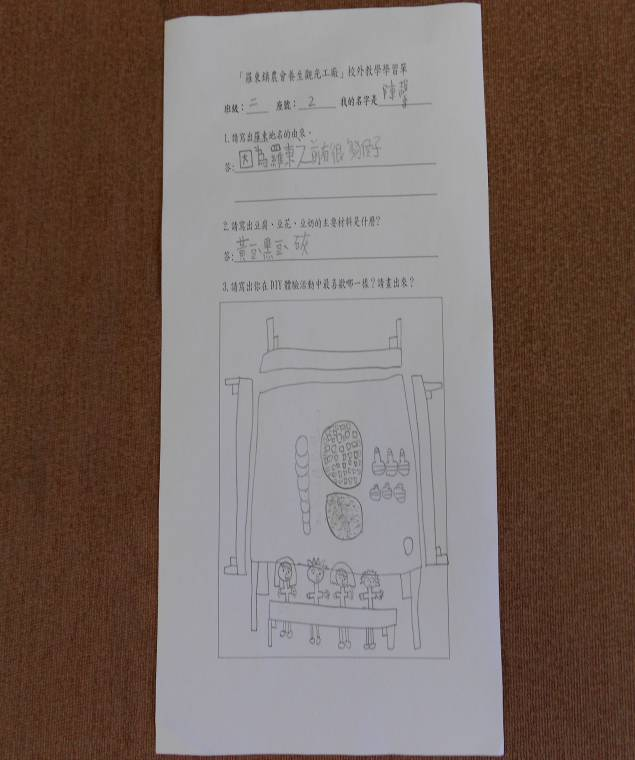 「羅東鎮農會養生觀光工廠」校外教學學習單
班級：二 座號：2 我的名字是 陳
1.請寫出羅東地名的由來。
答：因為羅東之前有很多猴子
2.請寫出豆腐、豆花、豆奶的主要材料是什麼?
答：黃豆、黑豆、
3.請寫出你在DIY體驗活動中最喜歡哪一樣?請畫出來?